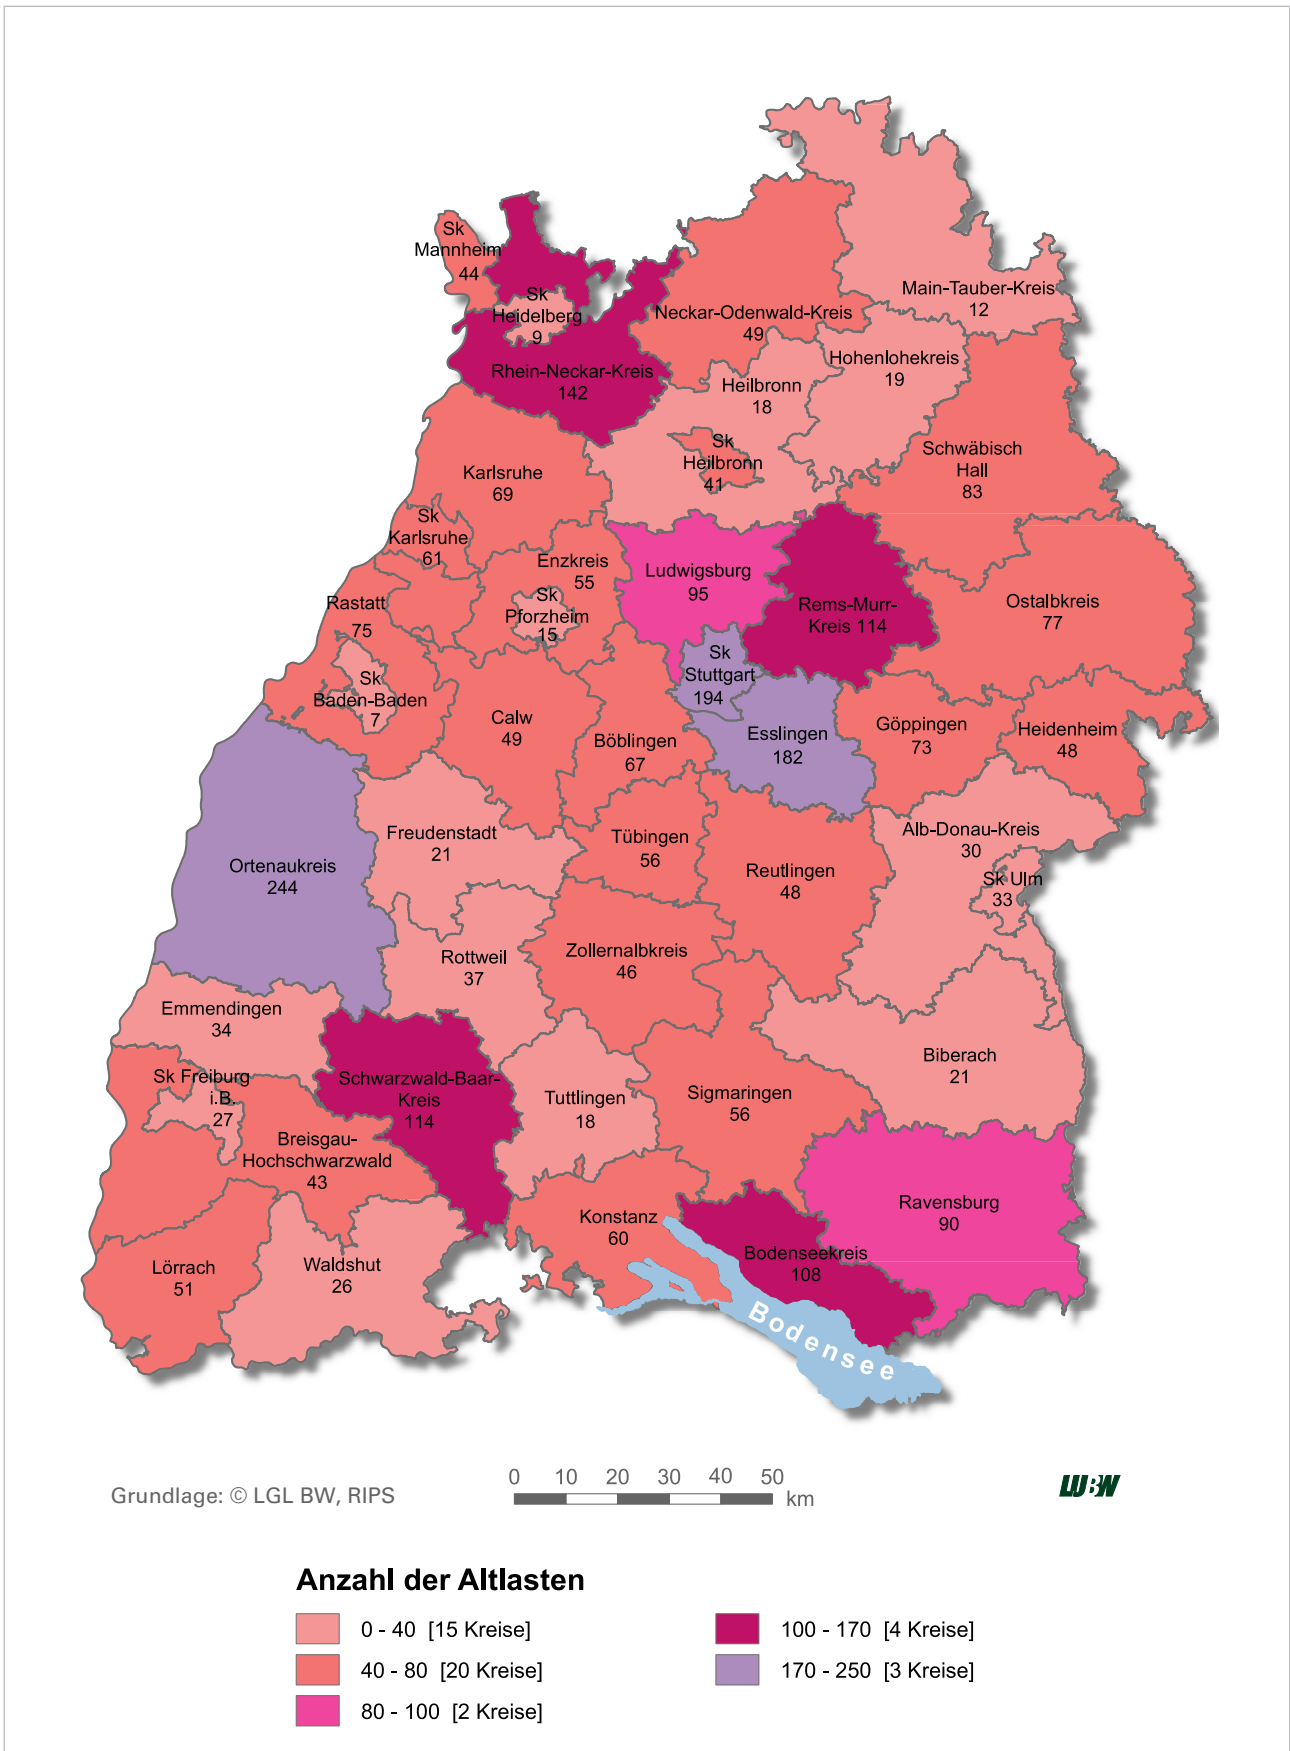 Sk
Mannheim
44
Sk
Heidelberg
9
Rhein-Neckar-Kreis
142
Neckar-Odenwald-Kreis
49
Main-Tauber-Kreis
12
Hohenlohekreis
19
Heilbronn
18
Sk
Heilbronn
41
Schwäbisch
Hall
83
Karlsruhe
69
Sk
Karlsruhe
61
Enzkreis
55
Sk
Pforzheim
15
Ludwigsburg
95
Rems-Murr-
Kreis 114
Ostalbkreis
77
Rastatt
75
Sk
Baden-Baden
7
Calw
49
Böblingen
67
Sk
Stuttgart
194
Esslingen
182
Göppingen
73
Heidenheim
48
Ortenaukreis
244
Freudenstadt
21
Tübingen
56
Reutlingen
48
Alb-Donau-Kreis
30
Sk Ulm
33
Rottweil
37
Zollernalbkreis
46
Emmendingen
34
Sk Freiburg
i.B.
27
Schwarzwald-Baar-
Kreis
114
Tuttlingen
18
Sigmaringen
56
Biberach
21
Breisgau-
Hochschwarzwald
43
Ravensburg
90
Konstanz
60
Bodenseekreis
108
Lörrach
51
Waldshut
26
Bodensee
0 10 20 30 40 50
km
Grundlage: © LGL BW, RIPS
LUBW
Anzahl der Altlasten
0 - 40 [15 Kreise]
40 - 80 [20 Kreise]
80 - 100 [2 Kreise]
100 - 170 [4 Kreise]
170 - 250 [3 Kreise]